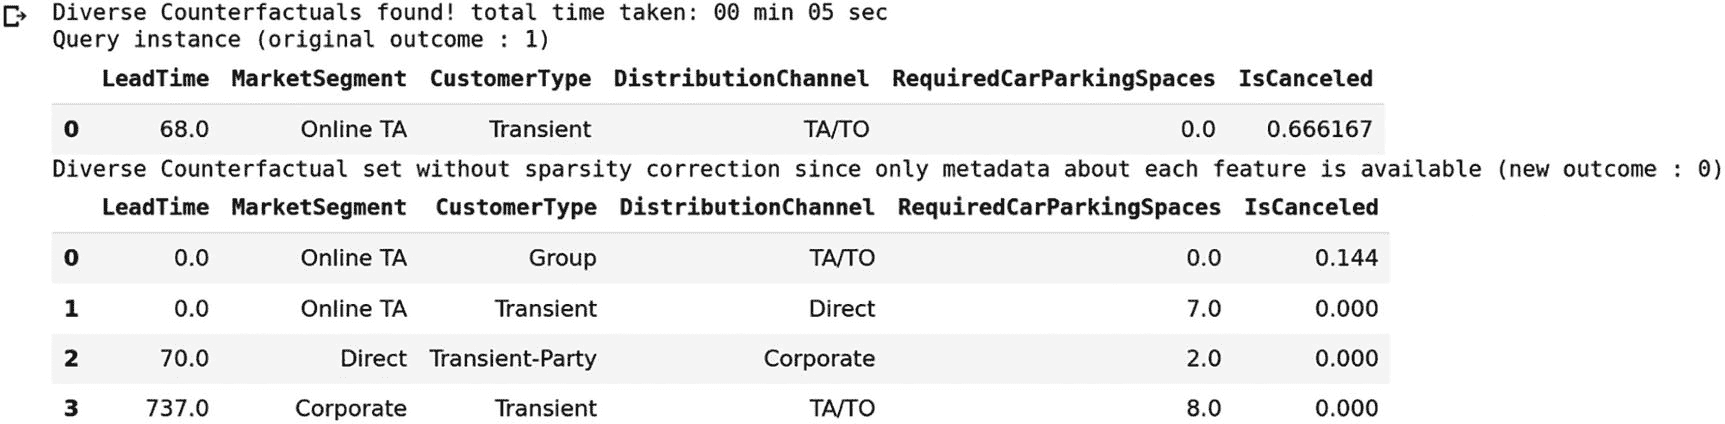 Diverse Counterfactuals found! total time taken: 00 min 05 sec
Query instance (original outcome : 1)
LeadTime MarketSegment CustomerType DistributionChannel RequiredCarParkingSpaces IsCanceled
0 68.0 Online TA Transient TA/TO 0.0 0.666167
Diverse Counterfactual set without sparsity correction since only metadata about each feature is available (new outcome : 0)
LeadTime MarketSegment CustomerType DistributionChannel RequiredCarParkingSpaces IsCanceled
0 0.0 Online TA Group TA/TO 0.0 0.144
1 0.0 Online TA Transient Direct 7.0 0.000
2 70.0 Direct Transient-Party Corporate 2.0 0.000
3 737.0 Corporate Transient TA/TO 8.0 0.000